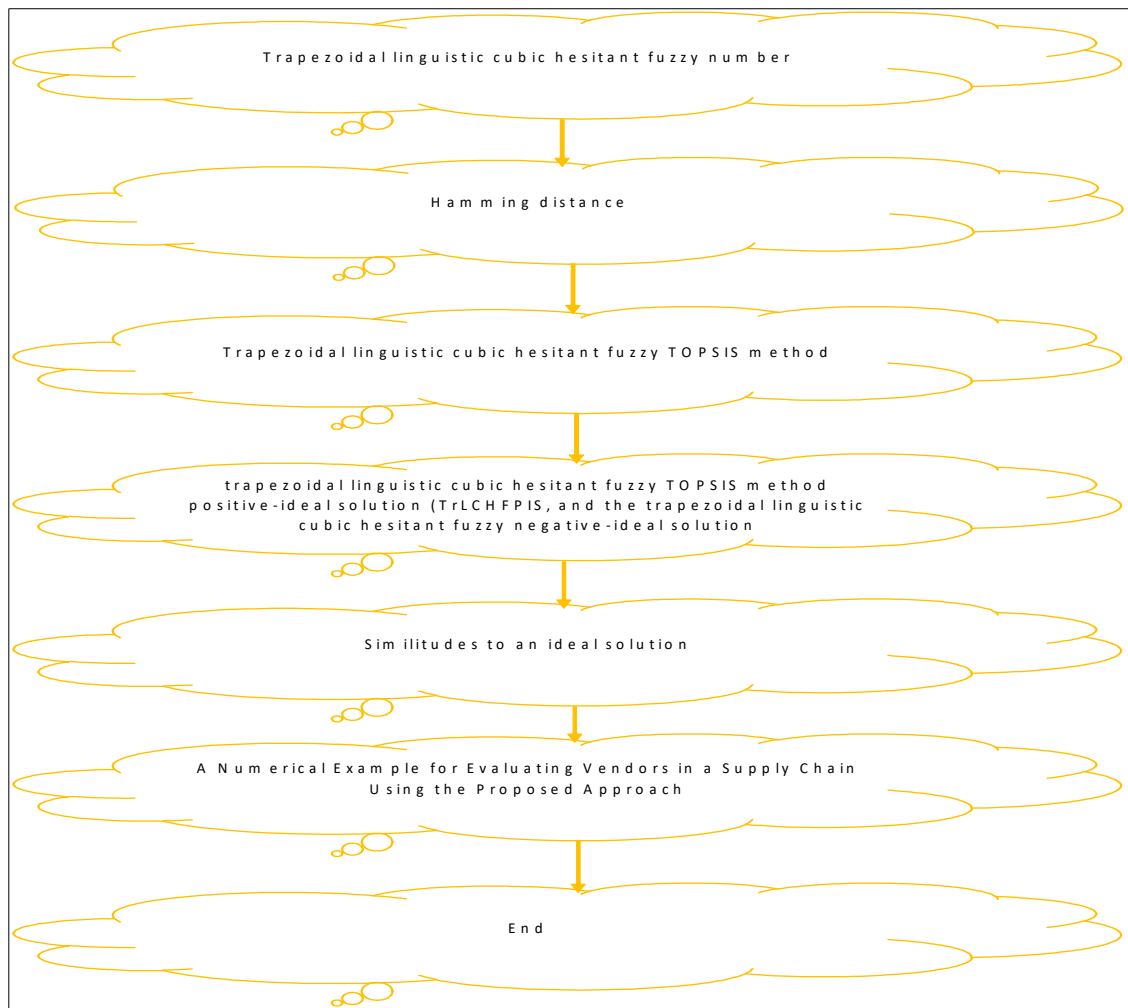 Trapezoidal linguistic cubic hesitant fuzzy number
Hamming distance
Trapezoidal linguistic cubic hesitant fuzzy TOPSIS method
trapezoidal linguistic cubic hesitant fuzzy TOPSIS method
positive-ideal solution (TrLCHFPIS, and the trapezoidal linguistic
cubic hesitant fuzzy negative-ideal solution
Similitudes to an ideal solution
A Numerical Example for Evaluating Vendors in a Supply Chain
Using the Proposed Approach
End